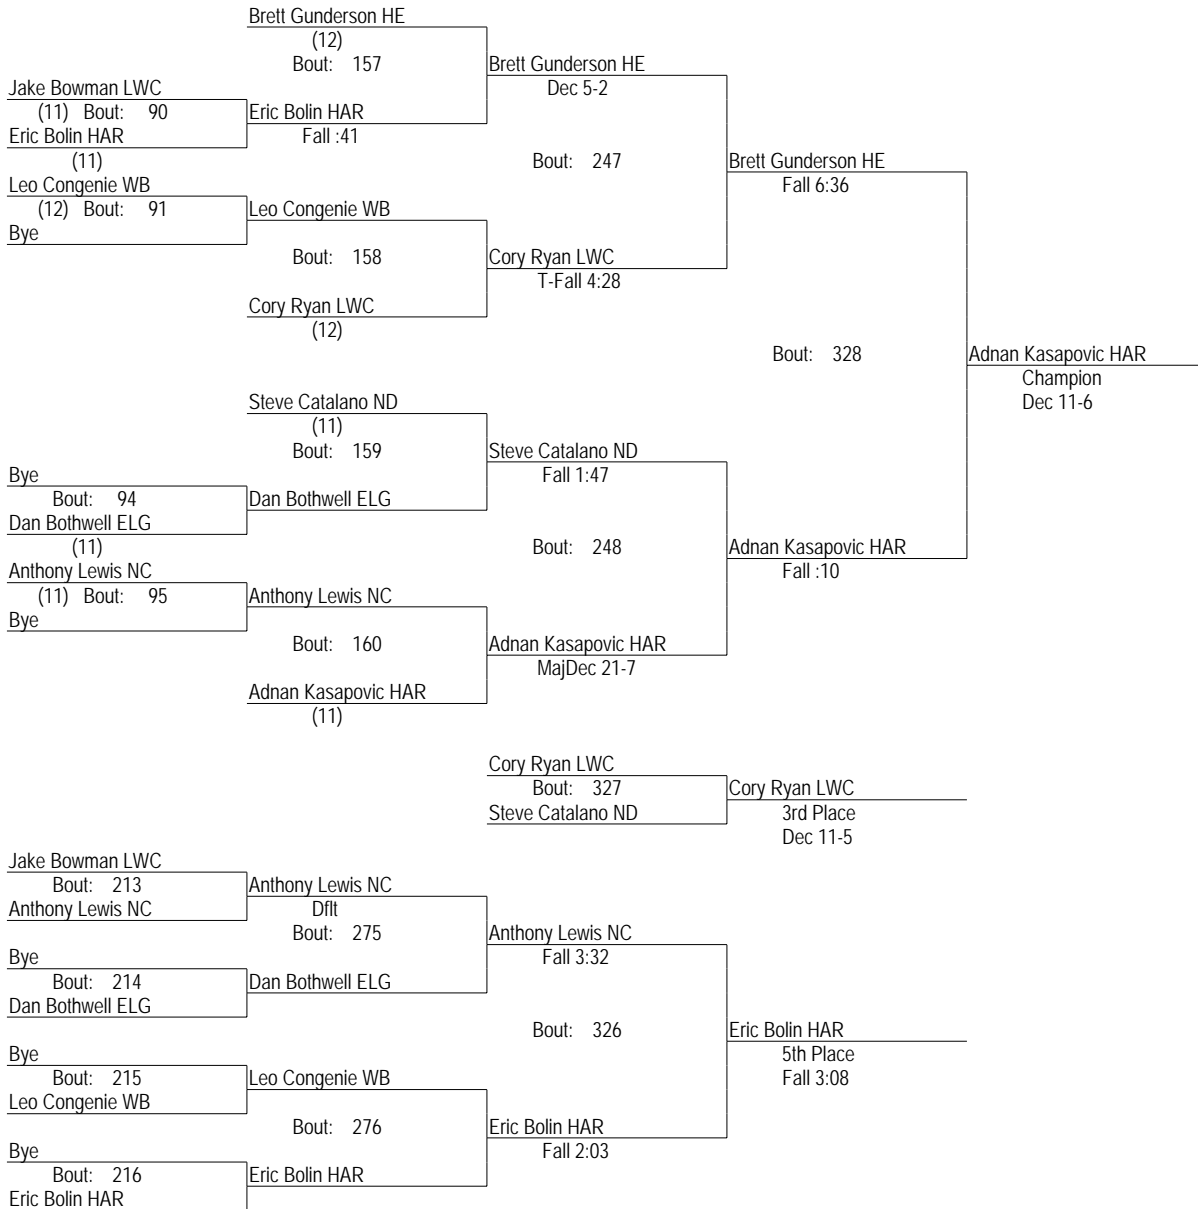 Brett Gunderson HE
(12)
Bout: 157 Brett Gunderson HE
Jake Bowman LWC Dec 5-2
(11) Bout: 90 Eric Bolin HAR
Eric Bolin HAR Fall :41
(11) Bout: 247 Brett Gunderson HE
Leo Congenie WB Fall 6:36
(12) Bout: 91 Leo Congenie WB
Bye
Bout: 158 Cory Ryan LWC
T-Fall 4:28
Cory Ryan LWC
(12)
Bout: 328 Adnan Kasapovic HAR
Champion
Steve Catalano ND Dec 11-6
(11)
Bout: 159 Steve Catalano ND
Bye Fall 1:47
Bout: 94 Dan Bothwell ELG
Dan Bothwell ELG
(11) Bout: 248 Adnan Kasapovic HAR
Anthony Lewis NC Fall :10
(11) Bout: 95 Anthony Lewis NC
Bye
Bout: 160 Adnan Kasapovic HAR
MajDec 21-7
Adnan Kasapovic HAR
(11)
Cory Ryan LWC
Bout: 327 Cory Ryan LWC
Steve Catalano ND 3rd Place
Dec 11-5
Jake Bowman LWC
Bout: 213 Anthony Lewis NC
Anthony Lewis NC Dflt
Bout: 275 Anthony Lewis NC
Bye Fall 3:32
Bout: 214 Dan Bothwell ELG
Dan Bothwell ELG
Bout: 326 Eric Bolin HAR
Bye 5th Place
Bout: 215 Leo Congenie WB Fall 3:08
Leo Congenie WB
Bout: 276 Eric Bolin HAR
Bye Fall 2:03
Bout: 216 Eric Bolin HAR
Eric Bolin HAR